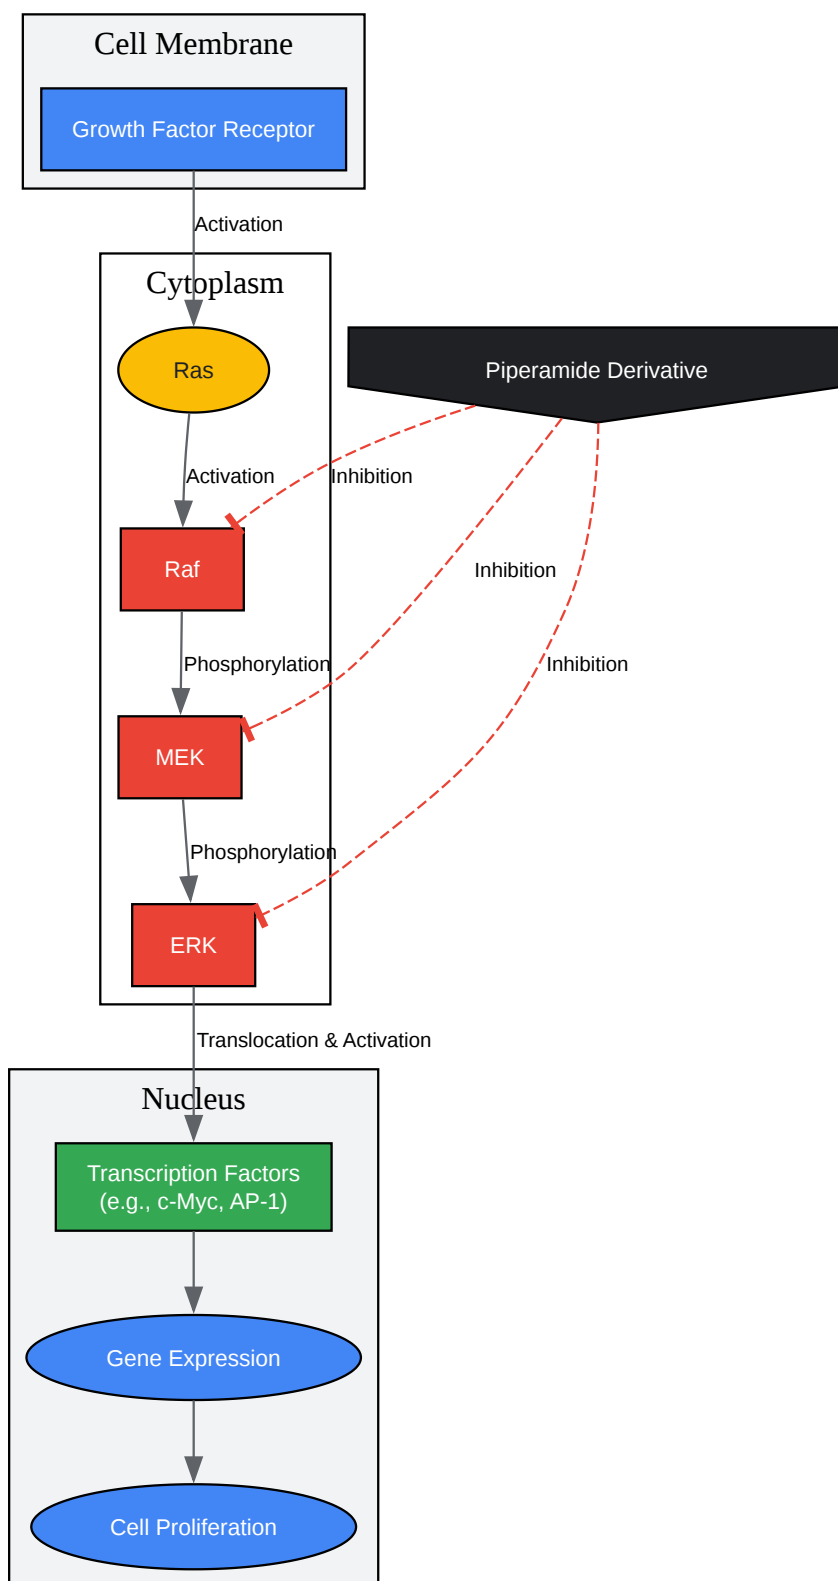 Cell Membrane
Growth Factor Receptor
Activation
Cytoplasm
Ras
Piperamide Derivative
Activation
Inhibition
Raf
Inhibition
Phosphorylation
Inhibition
MEK
Phosphorylation
ERK
Translocation & Activation
Nucleus
Transcription Factors
(e.g., c-Myc, AP-1)
Gene Expression
Cell Proliferation